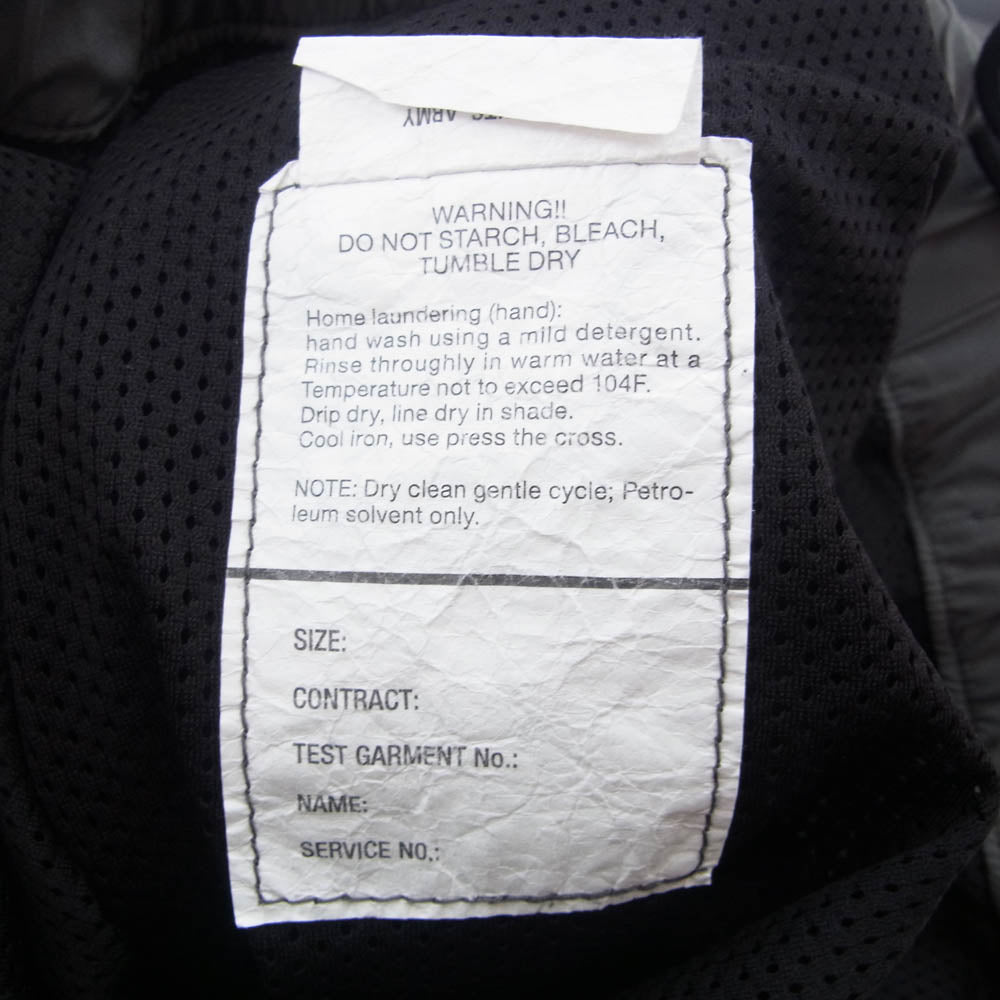 ARMY
WARNING!!
DO NOT STARCH, BLEACH,
TUMBLE DRY
Home laundering (hand):
hand wash using a mild detergent.
Rinse throughly in warm water at a
Temperature not to exceed 104F.
Drip dry, line dry in shade.
Cool iron, use press the cross.
NOTE: Dry clean gentle cycle; Petro-
leum solvent only.
SIZE:
CONTRACT:
TEST GARMENT No.:
NAME:
SERVICE NO.: